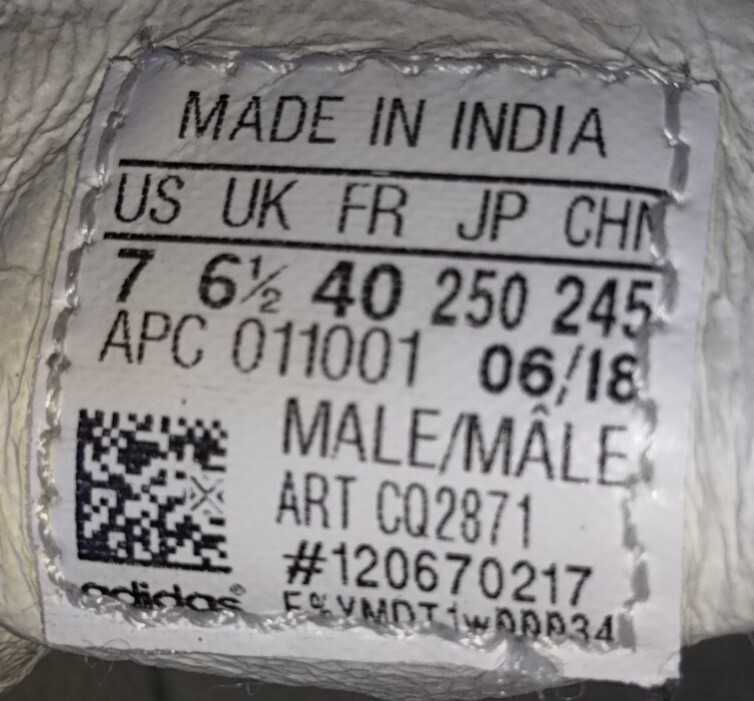 MADE IN INDIA
US UK FR JP CHN
7 6½ 40 250 245
APC 011001 06/18
MALE/MÂLE
ART CQ2871
#120670217
adidas®